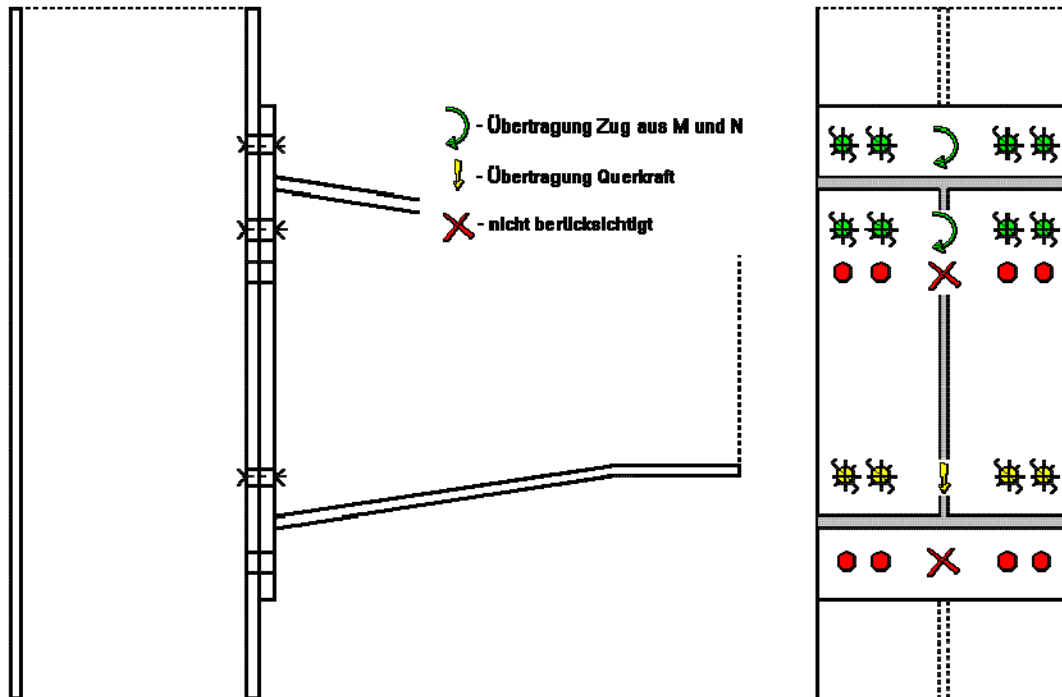 - Übertragung Zug aus M und N
- Übertragung Querkraft
- nicht berücksichtigt